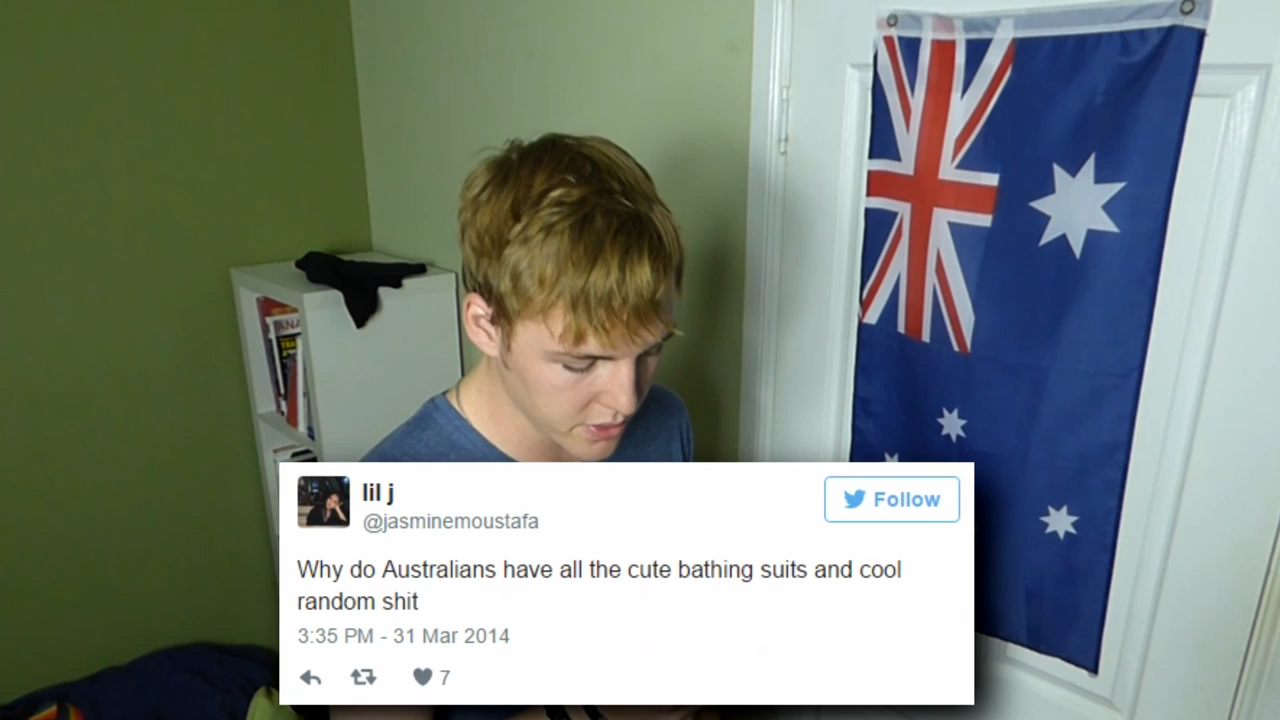 lil j
@jasminemoustafa
Follow
Why do Australians have all the cute bathing suits and cool
random shit
3:35 PM - 31 Mar 2014
7